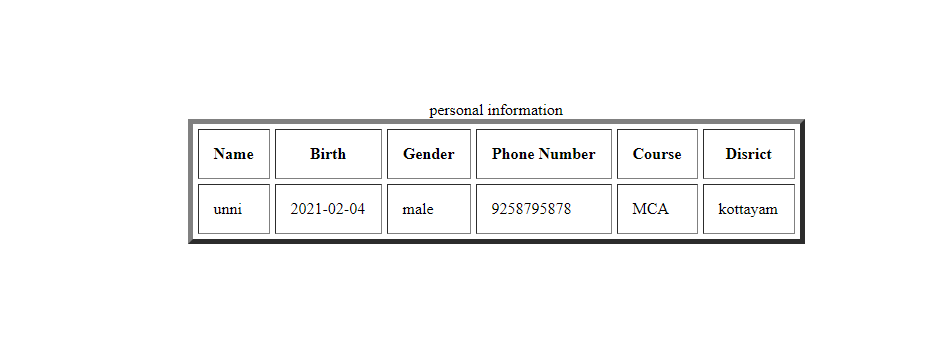 personal information
Name Birth Gender Phone Number Course Disrict
unni 2021-02-04 male 9258795878 MCA kottayam